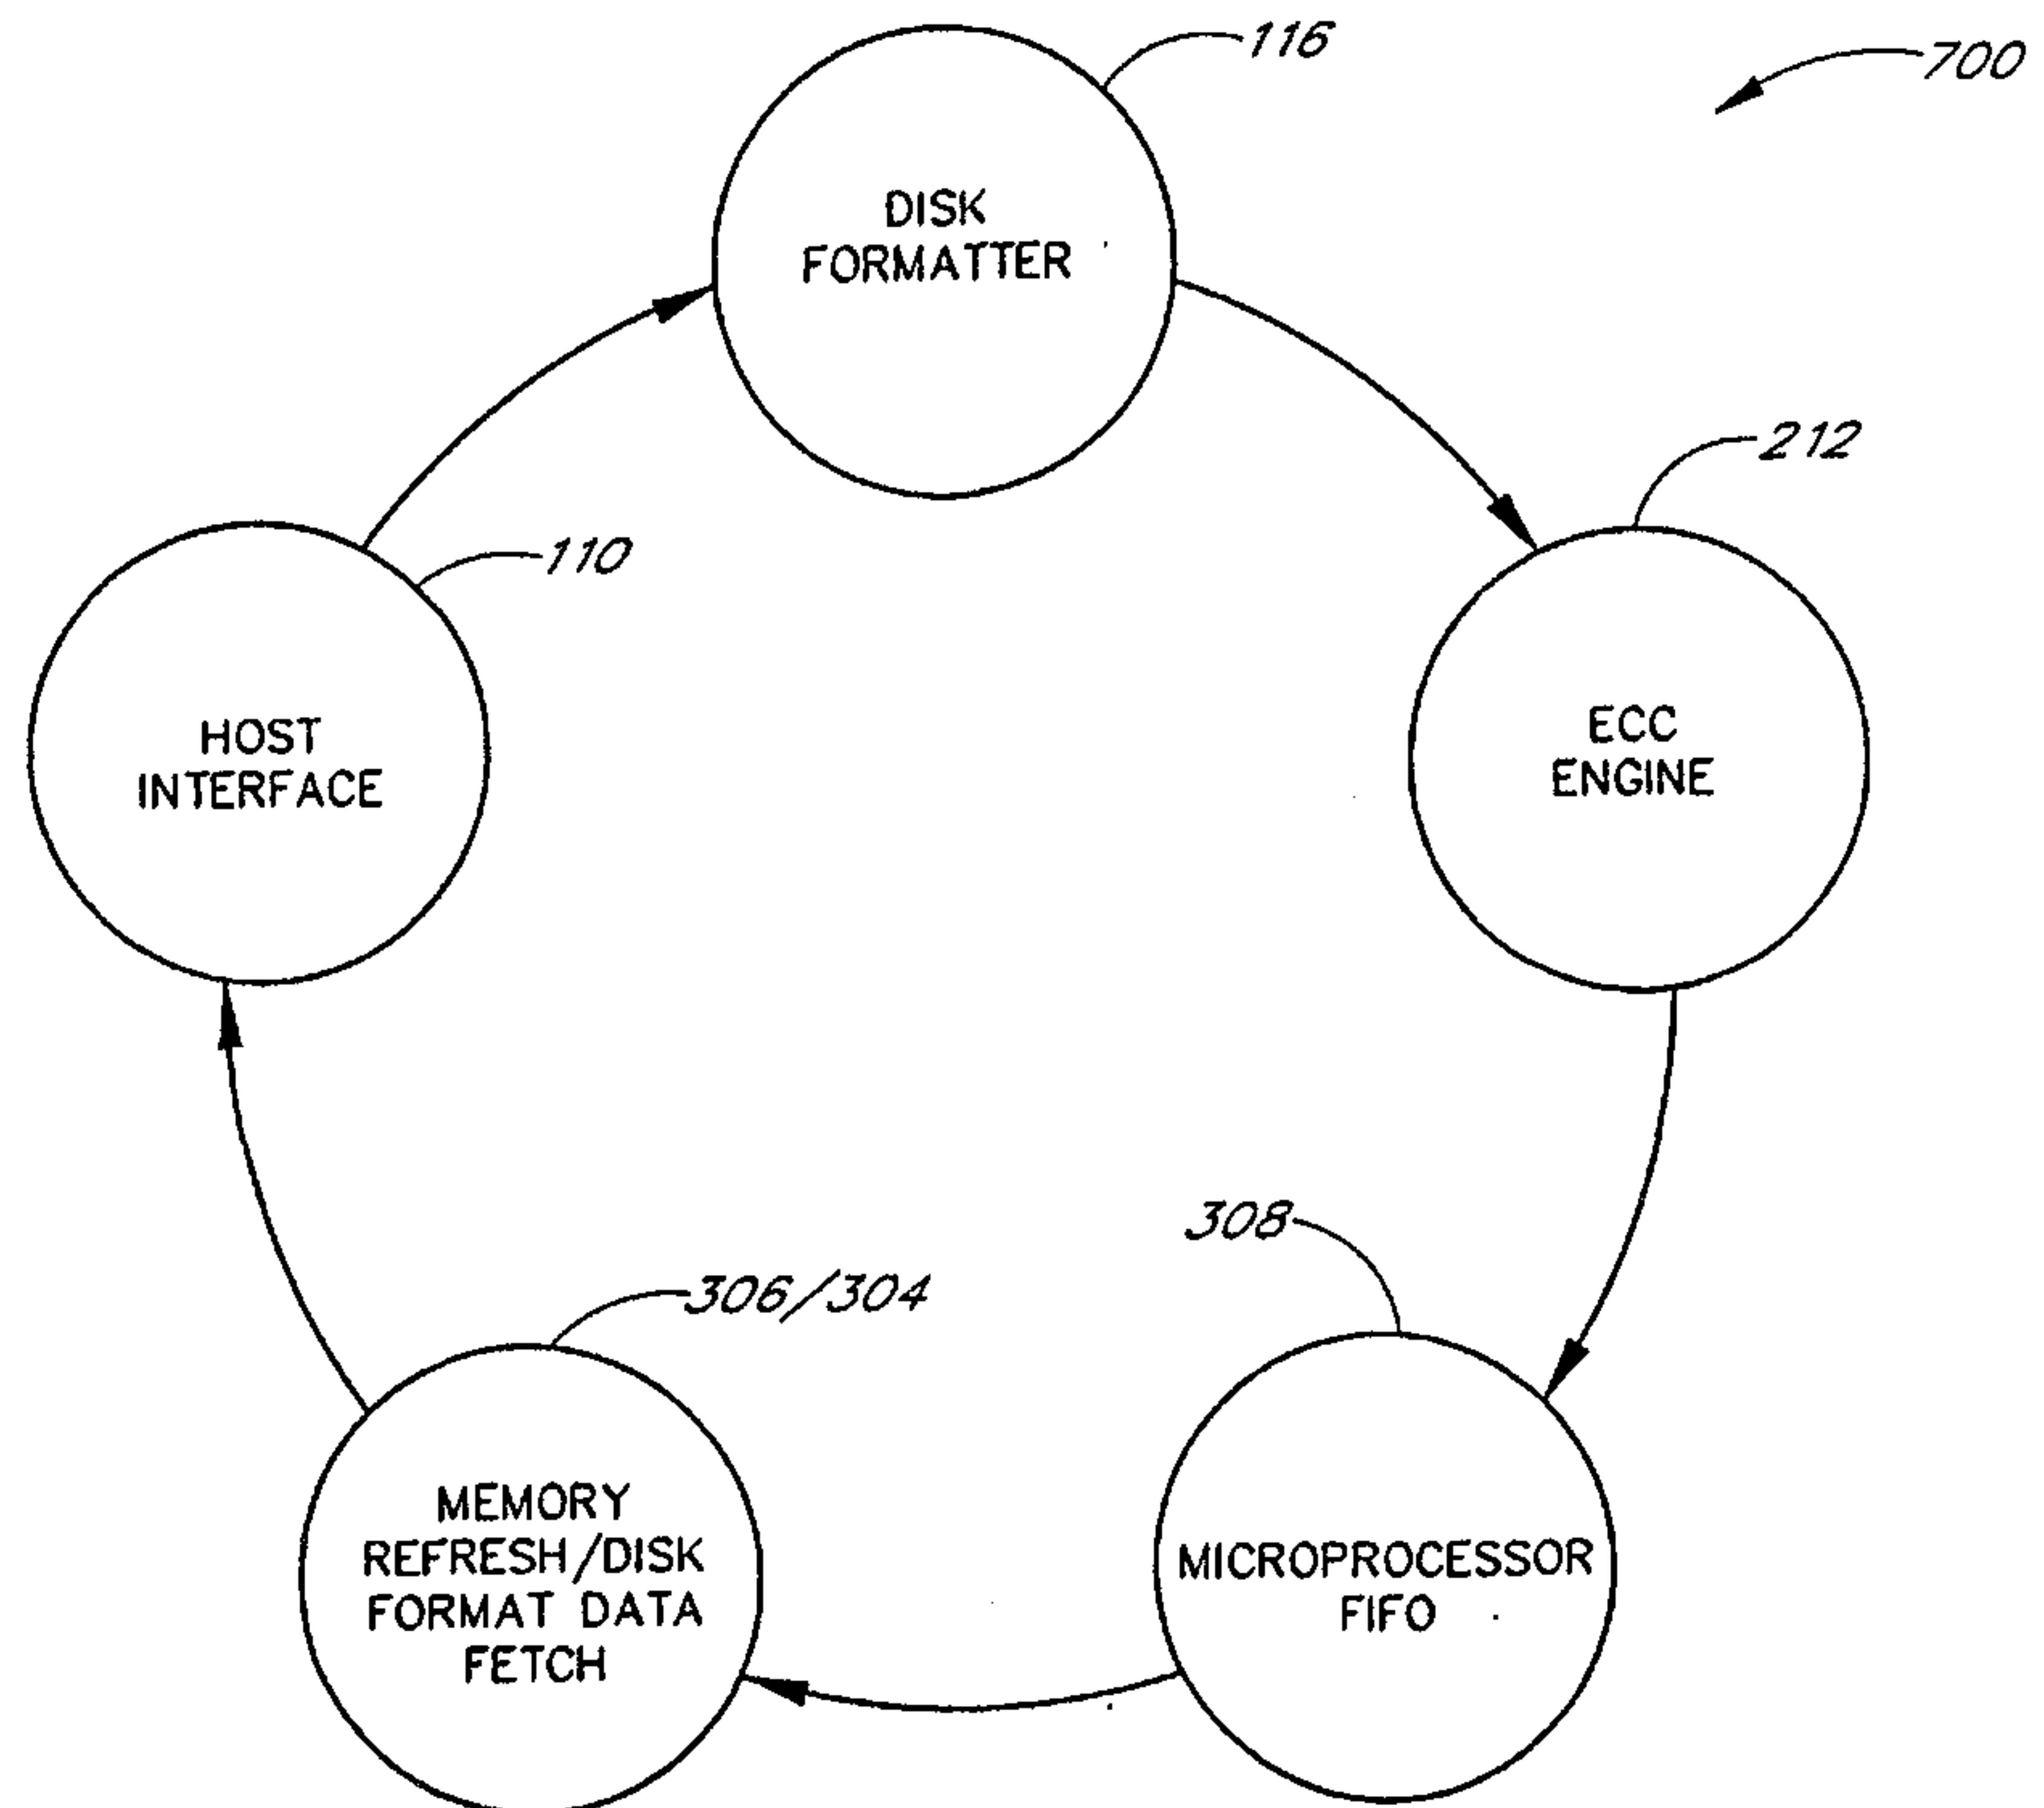 116
700
DISK
FORMATTER
212
110
HOST
INTERFACE
ECC
ENGINE
308
306/304
MEMORY
REFRESH/DISK
FORMAT DATA
FETCH
MICROPROCESSOR
FIFO